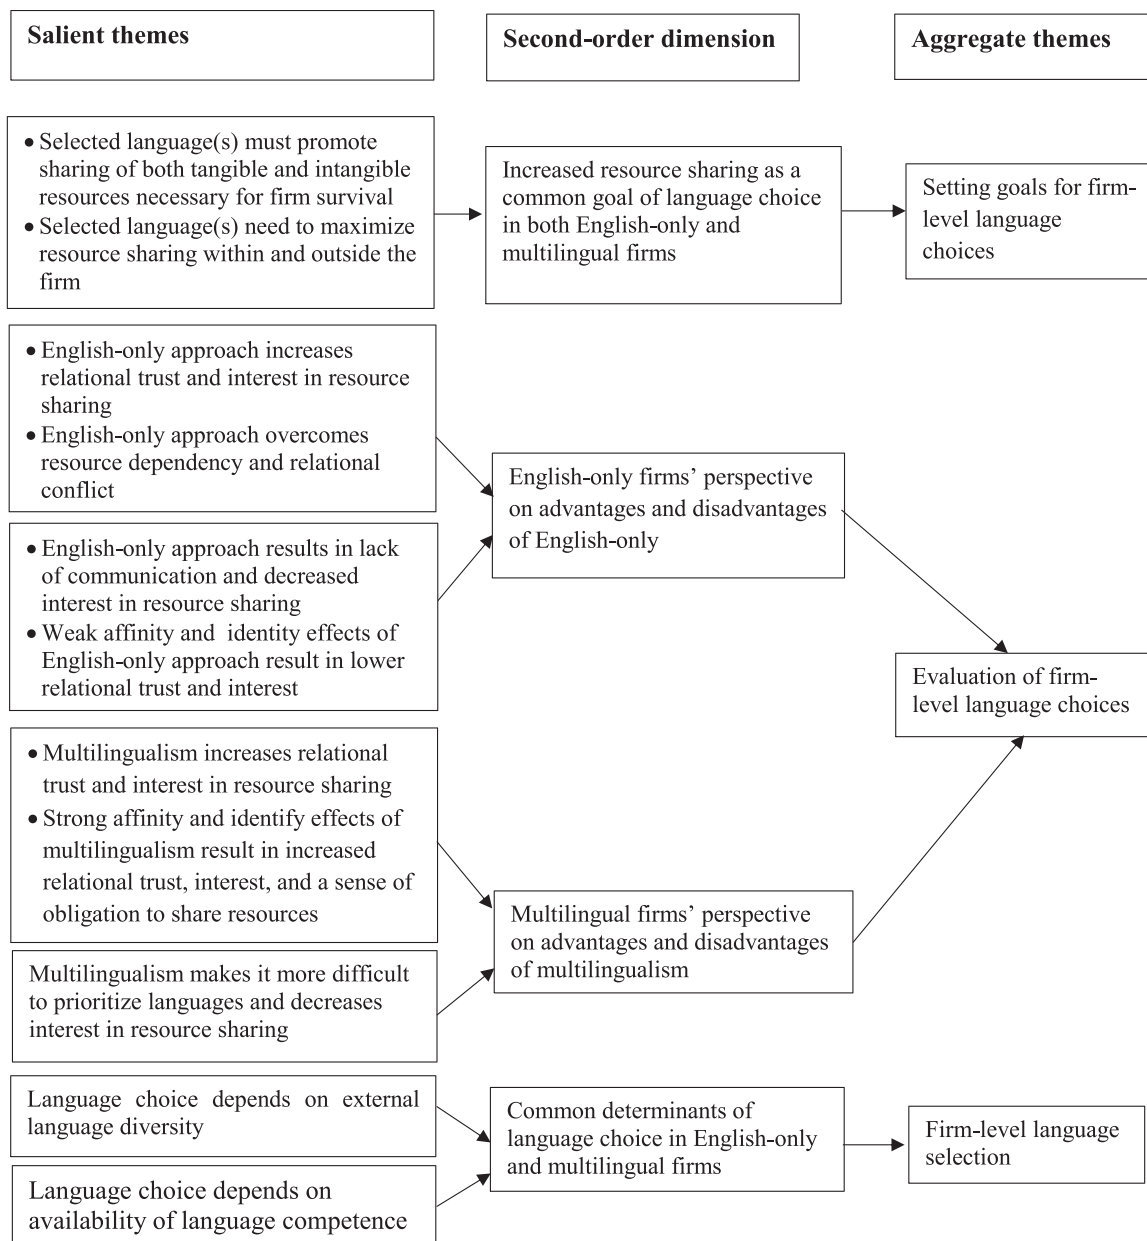 Salient themes
Second-order dimension
Aggregate themes
• Selected language(s) must promote
sharing of both tangible and intangible
resources necessary for firm survival
• Selected language(s) need to maximize
resource sharing within and outside the
firm
Increased resource sharing as a
common goal of language choice
in both English-only and
multilingual firms
Setting goals for firm-
level language
choices
• English-only approach increases
relational trust and interest in resource
sharing
• English-only approach overcomes
resource dependency and relational
conflict
• English-only approach results in lack
of communication and decreased
interest in resource sharing
• Weak affinity and identity effects of
English-only approach result in lower
relational trust and interest
English-only firms’ perspective
on advantages and disadvantages
of English-only
Evaluation of firm-
level language choices
• Multilingualism increases relational
trust and interest in resource sharing
• Strong affinity and identify effects of
multilingualism result in increased
relational trust, interest, and a sense of
obligation to share resources
Multilingualism makes it more difficult
to prioritize languages and decreases
interest in resource sharing
Multilingual firms’ perspective
on advantages and disadvantages
of multilingualism
Language choice depends on external
language diversity
Language choice depends on
availability of language competence
Common determinants of
language choice in English-only
and multilingual firms
Firm-level language
selection